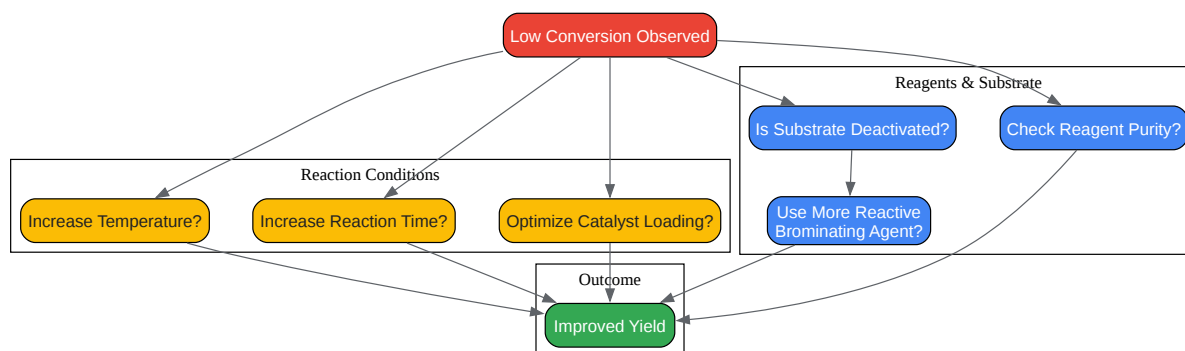 Low Conversion Observed
Reagents & Substrate
Is Substrate Deactivated?
Check Reagent Purity?
Reaction Conditions
Increase Temperature?
Increase Reaction Time?
Optimize Catalyst Loading?
Use More Reactive
Brominating Agent?
Outcome
Improved Yield